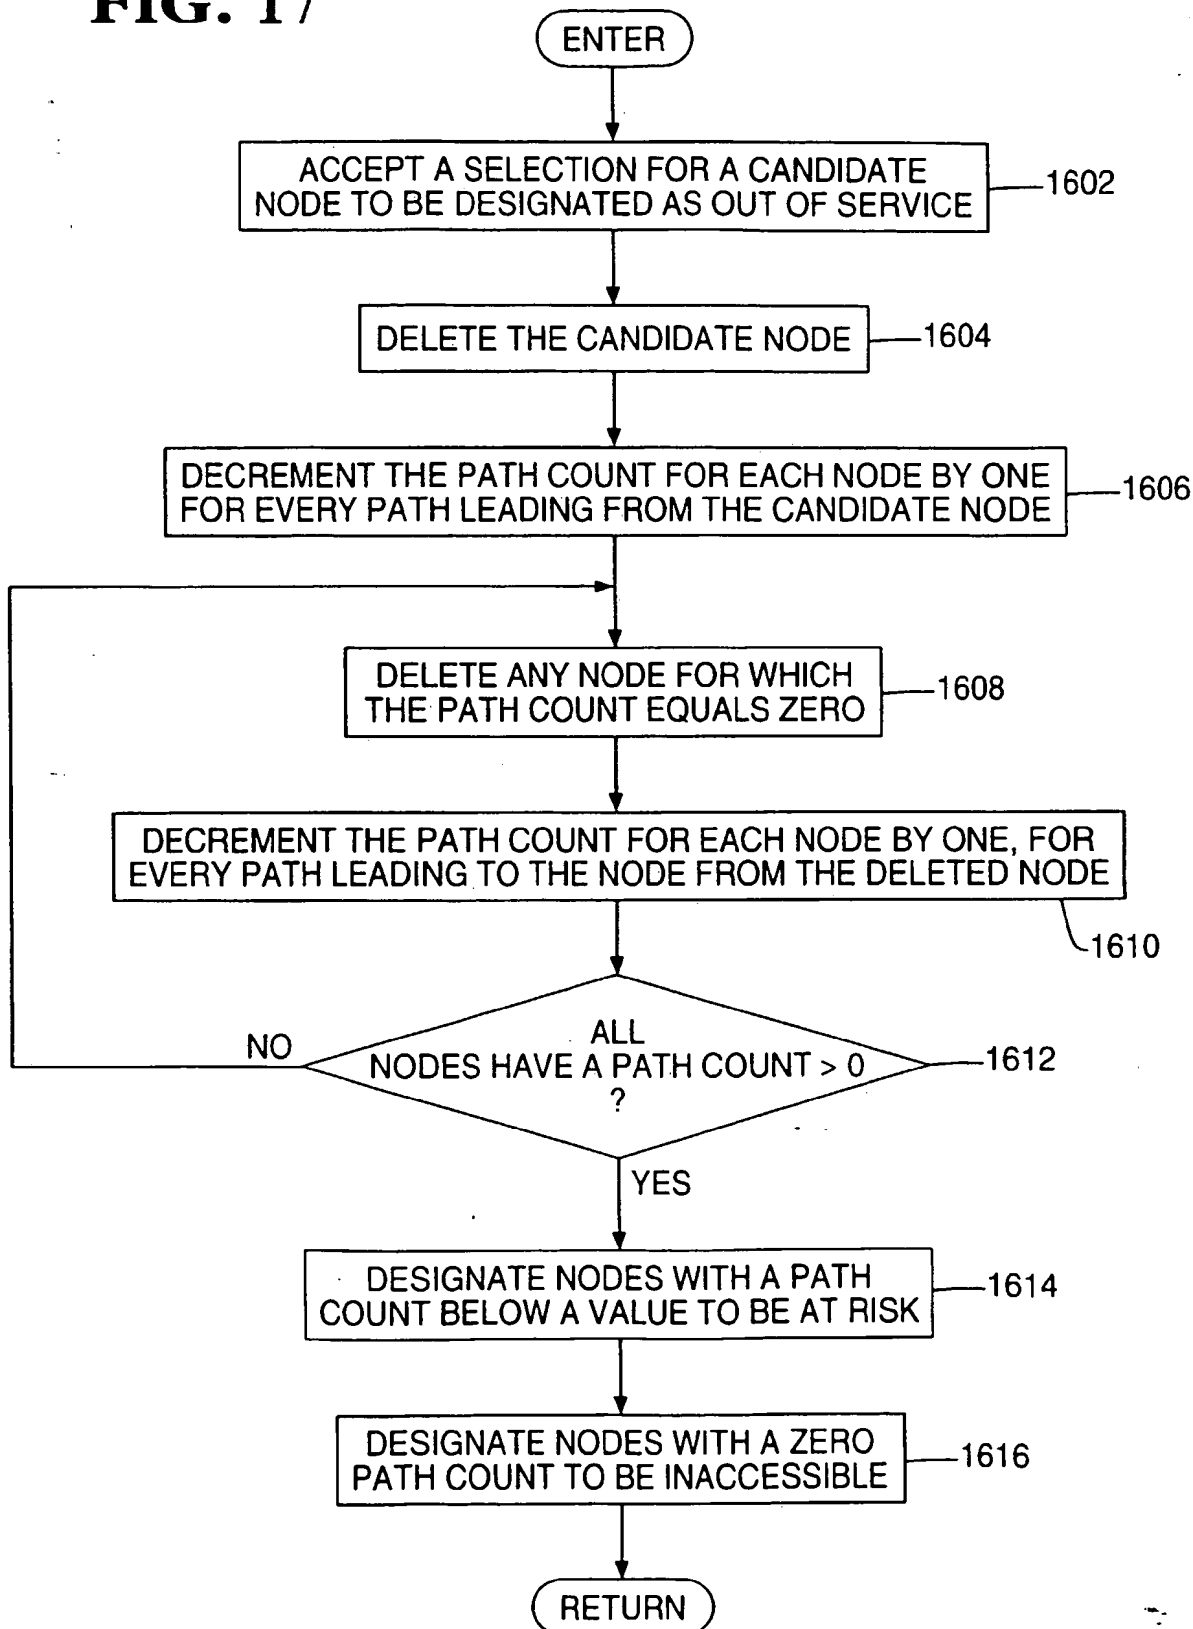 FIG. 17
ENTER
ACCEPT A SELECTION FOR A CANDIDATE
NODE TO BE DESIGNATED AS OUT OF SERVICE
1602
DELETE THE CANDIDATE NODE
1604
DECREMENT THE PATH COUNT FOR EACH NODE BY ONE
FOR EVERY PATH LEADING FROM THE CANDIDATE NODE
1606
DELETE ANY NODE FOR WHICH
THE PATH COUNT EQUALS ZERO
1608
DECREMENT THE PATH COUNT FOR EACH NODE BY ONE, FOR
EVERY PATH LEADING TO THE NODE FROM THE DELETED NODE
1610
ALL
NO
NODES HAVE A PATH COUNT > 0
1612
?
YES
DESIGNATE NODES WITH A PATH
COUNT BELOW A VALUE TO BE AT RISK
1614
DESIGNATE NODES WITH A ZERO
PATH COUNT TO BE INACCESSIBLE
1616
RETURN